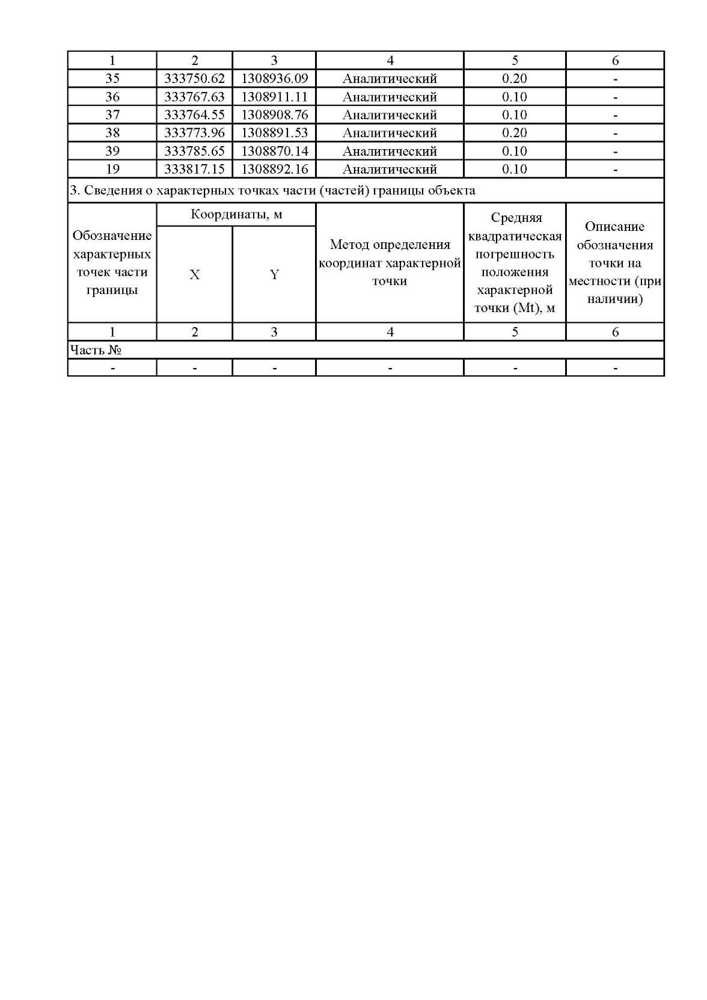 1 2 3 4 5 6
35 333750.62 1308936.09 Аналитический 0.20 -
36 333767.63 1308911.11 Аналитический 0.10 -
37 333764.55 1308908.76 Аналитический 0.10 -
38 333773.96 1308891.53 Аналитический 0.20 -
39 333785.65 1308870.14 Аналитический 0.10 -
19 333817.15 1308892.16 Аналитический 0.10 -
3. Сведения о характерных точках части (частей) границы объекта
Обозначение
характерных
точек части
границы
Координаты, м
X Y
Метод определения
координат характерной
точки
Средняя
квадратическая
погрешность
положения
характерной
точки (Mt), м
Описание
обозначения
точки на
местности (при
наличии)
1 2 3 4 5 6
Часть №
- - - - - -